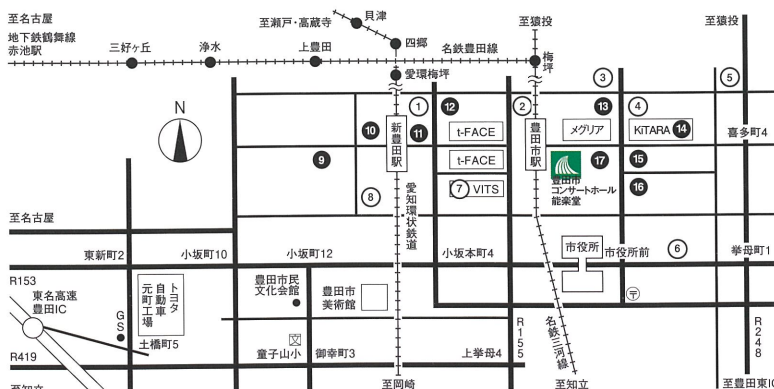 至名古屋
至瀬戸・高蔵寺
貝津
至猿投
至猿投
地下鉄鶴舞線
赤池駅
三好ヶ丘
浄水
上豊田
四郷
名鉄豊田線
梅坪
愛環梅坪
③
⑤
N
①
⑫
②
⑬
④
⑩
新豊田駅
⑪
t-FACE
豊田市駅
メグリア
KiTARA
⑭
喜多町4
⑨
t-FACE
⑰
⑮
豊田市
コンサートホール
能楽堂
⑧
愛知環状鉄道
⑦
VITS
⑯
至名古屋
東新町2
小坂町10
小坂町12
小坂本町4
市役所
市役所前
⑥
挙母町1
R153
東名高速
豊田IC
GS
トヨタ
自動車
元町工場
豊田市民
文化会館
豊田市
美術館
〒
土橋町5
文
R155
名鉄三河線
R248
R419
童子山小
御幸町3
上挙母4
至知立
至岡崎
至知立
至豊田東IC